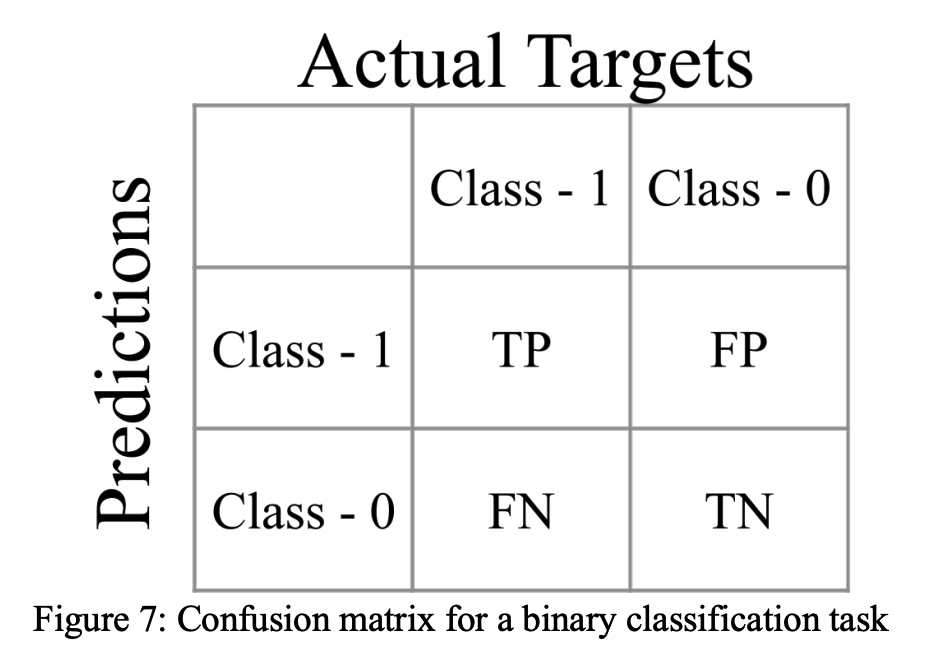 Actual Targets
Predictions
Class - 1 Class - 0
Class - 1 TP FP
Class - 0 FN TN
Figure 7: Confusion matrix for a binary classification task